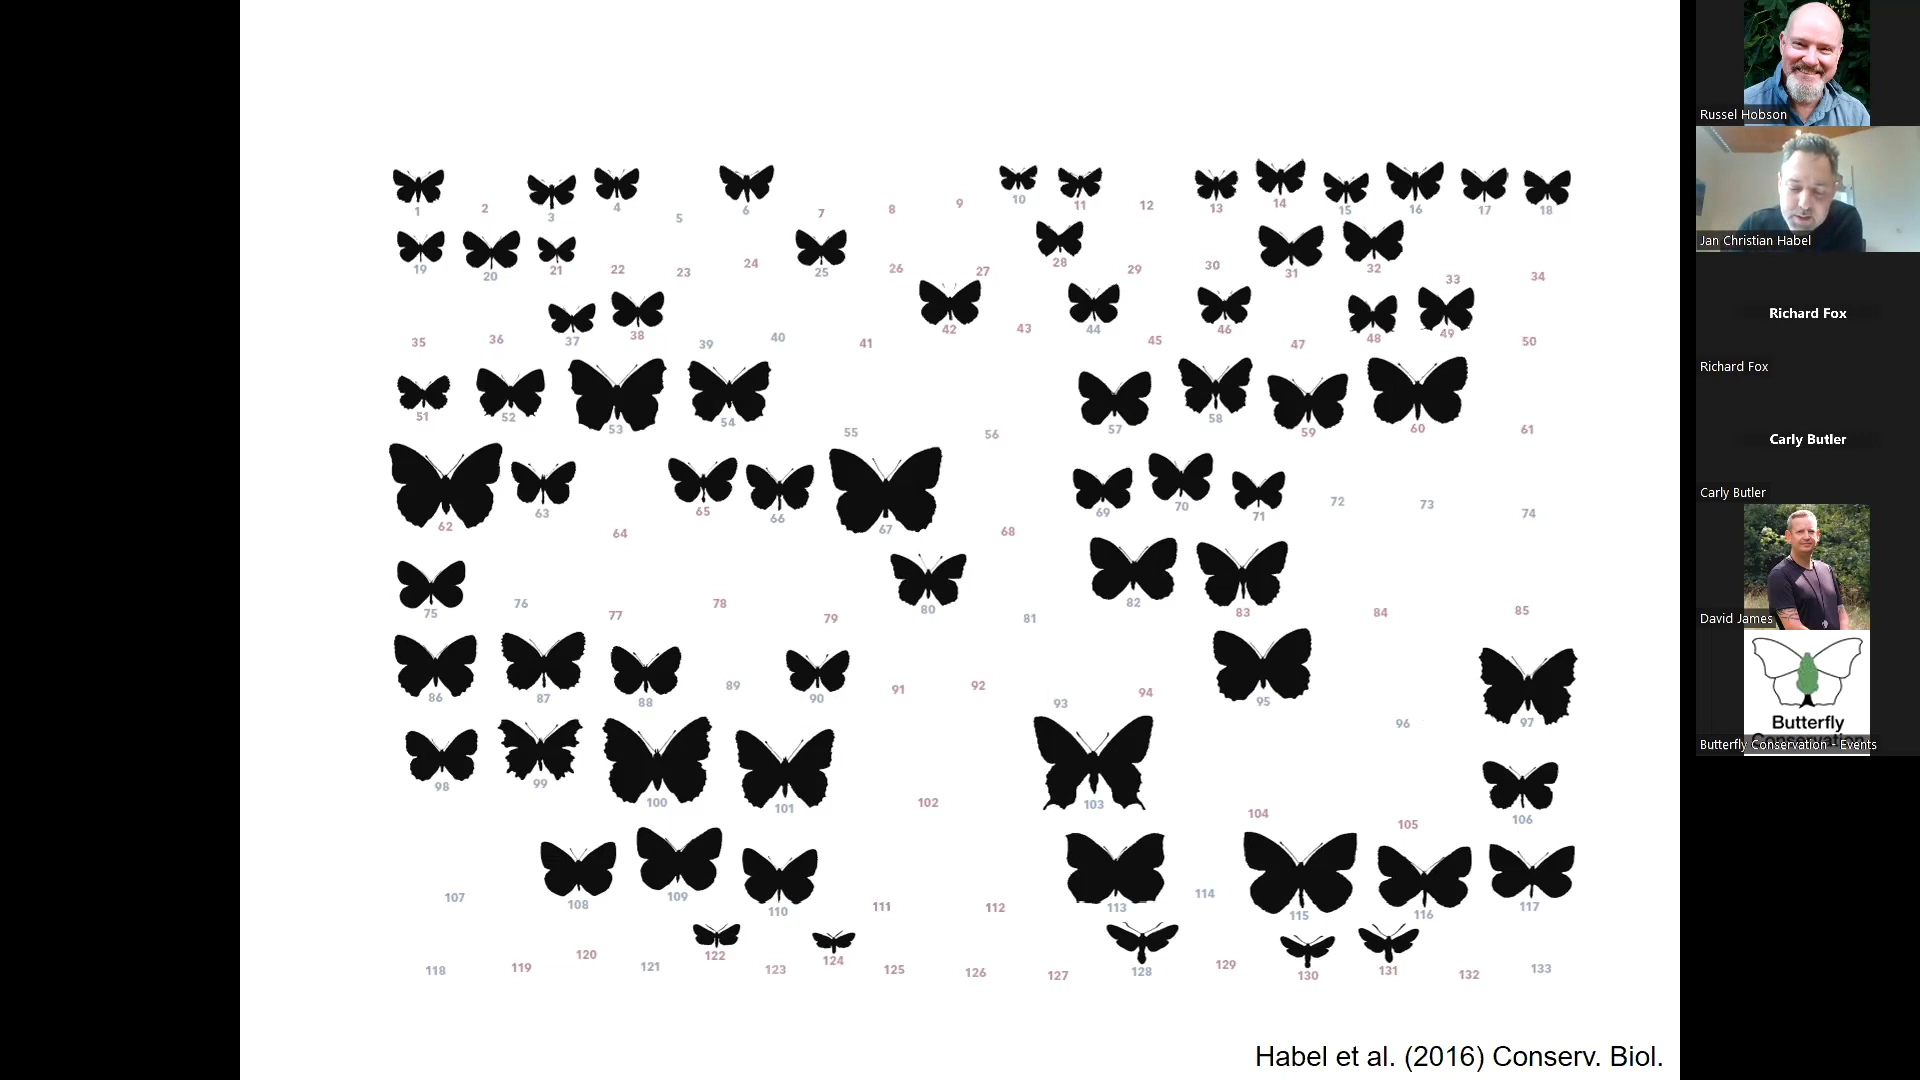 1 2 3 4 5 6 7 8 9 10 11 12 13 14 15 16 17 18
19 20 21 22 23 24 25 26 27 28 29 30 31 32 33 34
35 36 37 38 39 40 41 42 43 44 45 46 47 48 49 50
51 52 53 54 55 56 57 58 59 60 61
62 63 64 65 66 67 68 69 70 71 72 73 74
75 76 77 78 79 80 81 82 83 84 85
86 87 88 89 90 91 92 93 94 95 96 97
98 99 100 101 102 103 104 105 106
107 108 109 110 111 112 113 114 115 116 117
118 119 120 121 122 123 124 125 126 127 128 129 130 131 132 133
Habel et al. (2016) Conserv. Biol.
Russel Hobson
Jan Christian Habel
Richard Fox
Richard Fox
Carly Butler
Carly Butler
David James
Butterfly
Conservation
Butterfly Conservation - Events